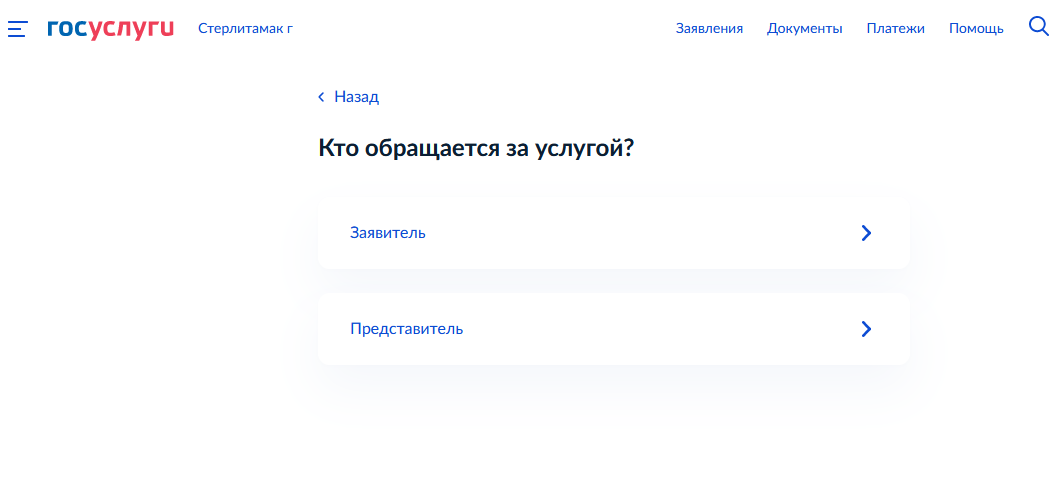 госуслуги Стерлитамак г Заявления Документы Платежи Помощь
Назад
Кто обращается за услугой?
Заявитель
Представитель